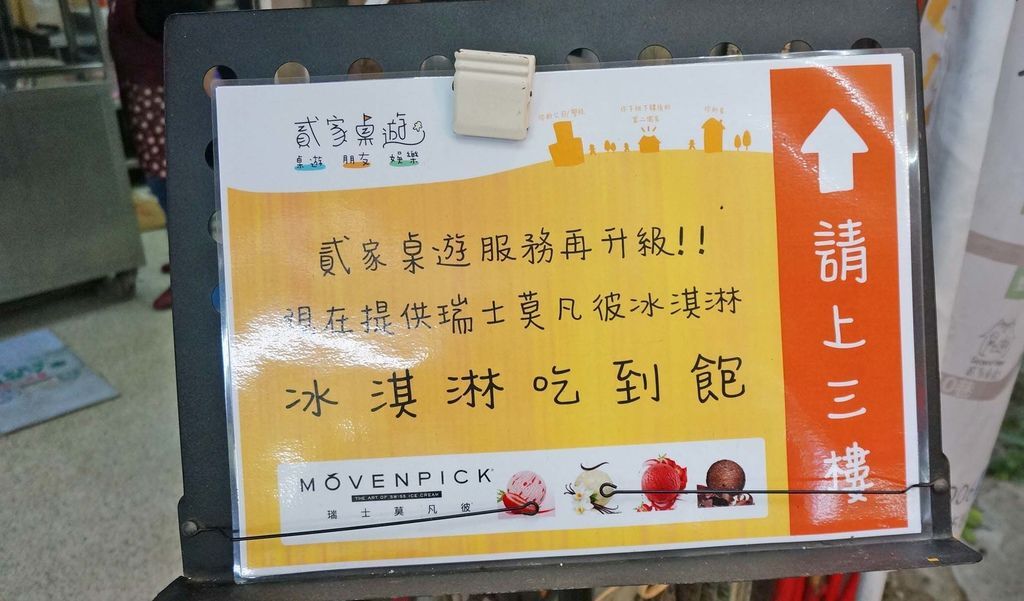 貳家桌遊
桌遊 朋友 娛樂
貳家桌遊服務再升級!!
現在提供瑞士莫凡彼冰淇淋
冰淇淋吃到飽
MÖVENPICK
THE ART OF SWISS ICE CREAM
瑞士莫凡彼
請上三樓